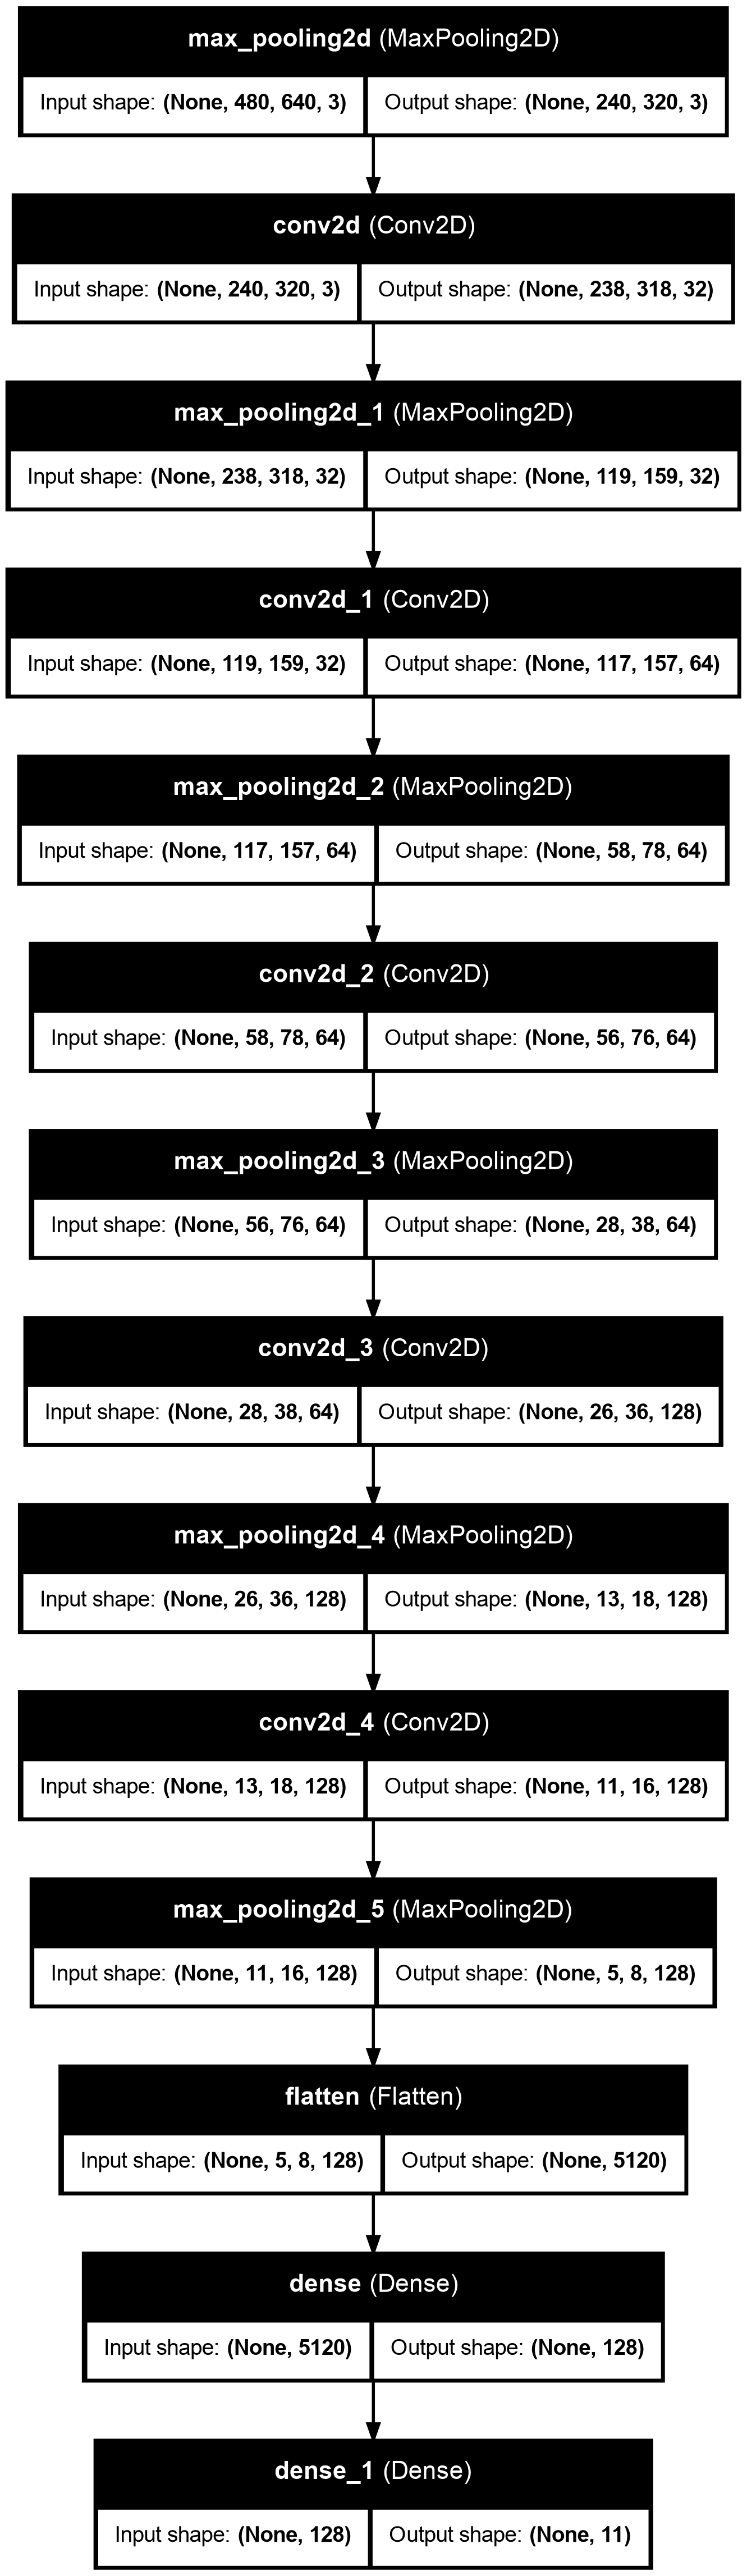 max_pooling2d (MaxPooling2D)
Input shape: (None, 480, 640, 3) Output shape: (None, 240, 320, 3)
conv2d (Conv2D)
Input shape: (None, 240, 320, 3) Output shape: (None, 238, 318, 32)
max_pooling2d_1 (MaxPooling2D)
Input shape: (None, 238, 318, 32) Output shape: (None, 119, 159, 32)
conv2d_1 (Conv2D)
Input shape: (None, 119, 159, 32) Output shape: (None, 117, 157, 64)
max_pooling2d_2 (MaxPooling2D)
Input shape: (None, 117, 157, 64) Output shape: (None, 58, 78, 64)
conv2d_2 (Conv2D)
Input shape: (None, 58, 78, 64) Output shape: (None, 56, 76, 64)
max_pooling2d_3 (MaxPooling2D)
Input shape: (None, 56, 76, 64) Output shape: (None, 28, 38, 64)
conv2d_3 (Conv2D)
Input shape: (None, 28, 38, 64) Output shape: (None, 26, 36, 128)
max_pooling2d_4 (MaxPooling2D)
Input shape: (None, 26, 36, 128) Output shape: (None, 13, 18, 128)
conv2d_4 (Conv2D)
Input shape: (None, 13, 18, 128) Output shape: (None, 11, 16, 128)
max_pooling2d_5 (MaxPooling2D)
Input shape: (None, 11, 16, 128) Output shape: (None, 5, 8, 128)
flatten (Flatten)
Input shape: (None, 5, 8, 128) Output shape: (None, 5120)
dense (Dense)
Input shape: (None, 5120) Output shape: (None, 128)
dense_1 (Dense)
Input shape: (None, 128) Output shape: (None, 11)